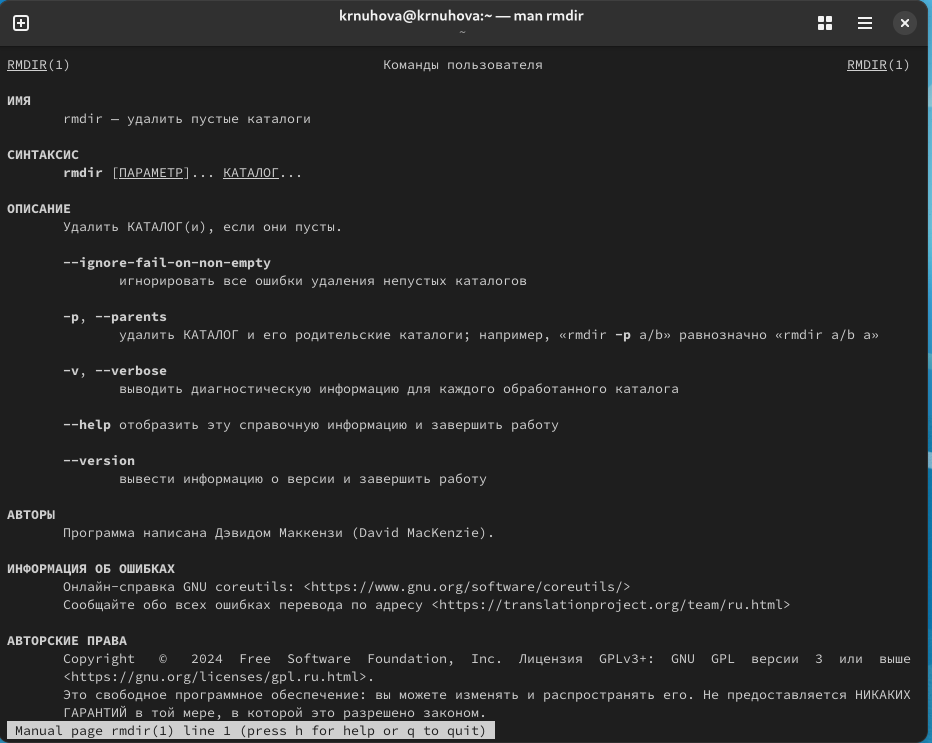 krnuhova@krnuhova:~ — man rmdir
~
RMDIR(1) Команды пользователя RMDIR(1)
ИМЯ
rmdir — удалить пустые каталоги
СИНТАКСИС
rmdir [ПАРАМЕТР]... КАТАЛОГ...
ОПИСАНИЕ
Удалить КАТАЛОГ(и), если они пусты.
--ignore-fail-on-non-empty
игнорировать все ошибки удаления непустых каталогов
-p, --parents
удалить КАТАЛОГ и его родительские каталоги; например, «rmdir -p a/b» равнозначно «rmdir a/b a»
-v, --verbose
выводить диагностическую информацию для каждого обработанного каталога
--help отобразить эту справочную информацию и завершить работу
--version
вывести информацию о версии и завершить работу
АВТОРЫ
Программа написана Дэвидом Маккензи (David MacKenzie).
ИНФОРМАЦИЯ ОБ ОШИБКАХ
Онлайн-справка GNU coreutils: <https://www.gnu.org/software/coreutils/>
Сообщайте обо всех ошибках перевода по адресу <https://translationproject.org/team/ru.html>
АВТОРСКИЕ ПРАВА
Copyright © 2024 Free Software Foundation, Inc. Лицензия GPLv3+: GNU GPL версии 3 или выше
<https://gnu.org/licenses/gpl.ru.html>.
Это свободное программное обеспечение: вы можете изменять и распространять его. Не предоставляется НИКАКИХ
ГАРАНТИЙ в той мере, в которой это разрешено законом.
Manual page rmdir(1) line 1 (press h for help or q to quit)